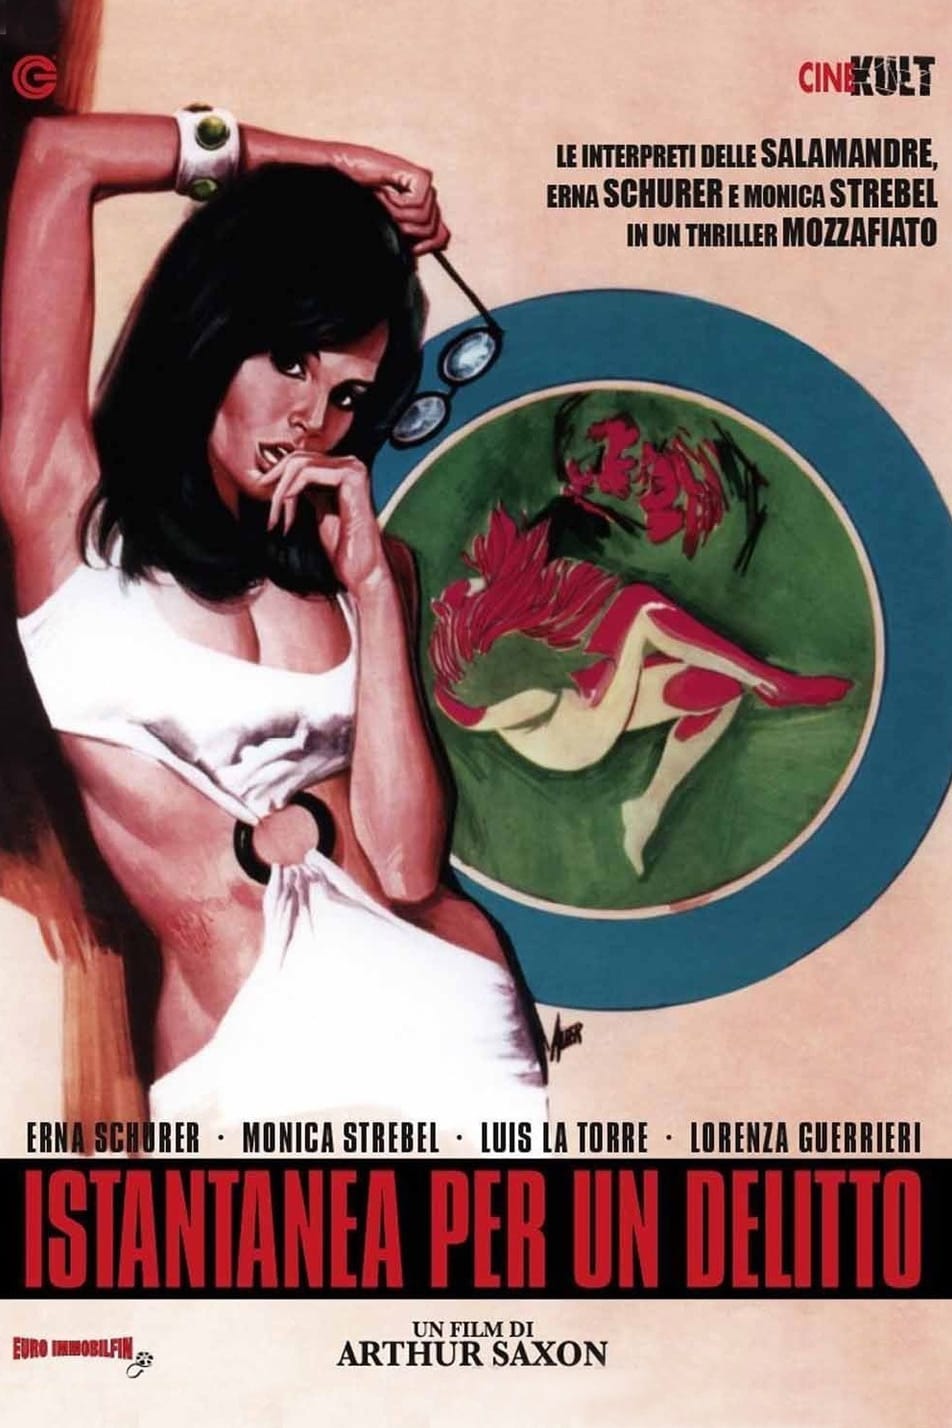 CINEKULT
LE INTERPRETI DELLE SALAMANDRE,
ERNA SCHURER E MONICA STREBEL
IN UN THRILLER MOZZAFIATO
ERNA SCHURER · MONICA STREBEL · LUIS LA TORRE · LORENZA GUERRIERI
ISTANTANEA PER UN DELITTO
UN FILM DI
ARTHUR SAXON
EURO IMMOBILFIN